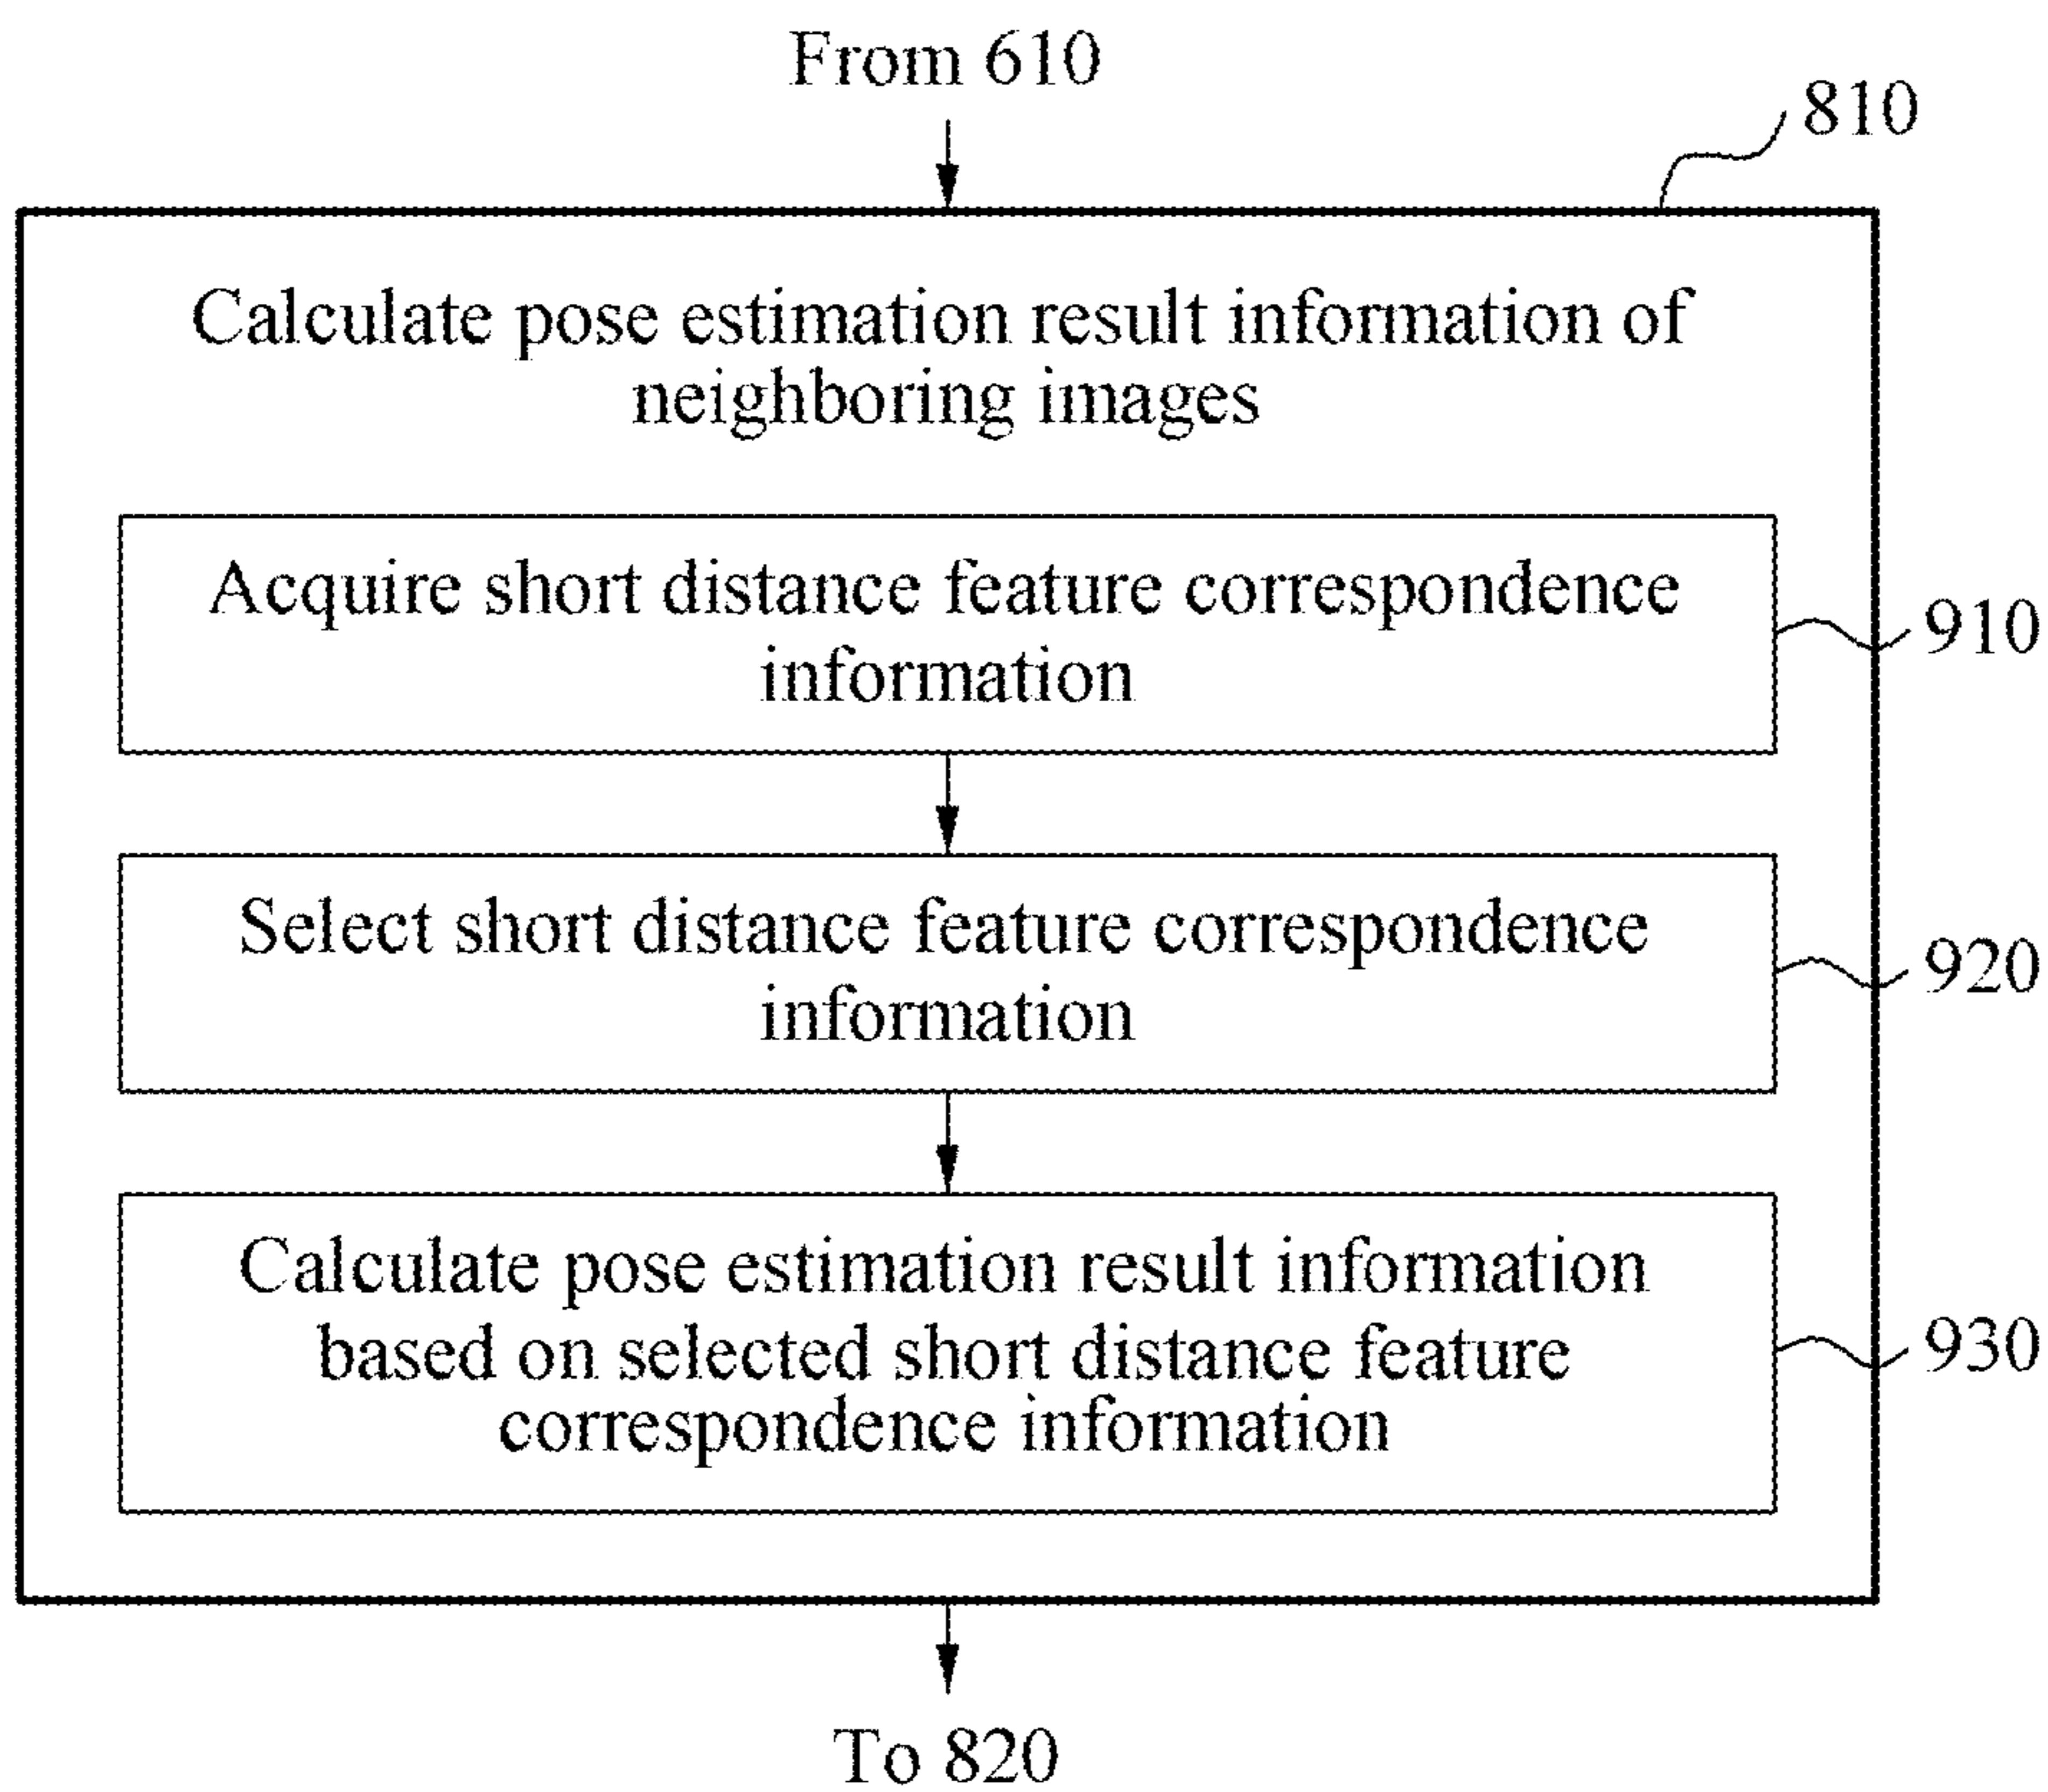 From 610
810
Calculate pose estimation result information of
neighboring images
Acquire short distance feature correspondence
information
910
Select short distance feature correspondence
information
920
Calculate pose estimation result information
based on selected short distance feature
correspondence information
930
To 820